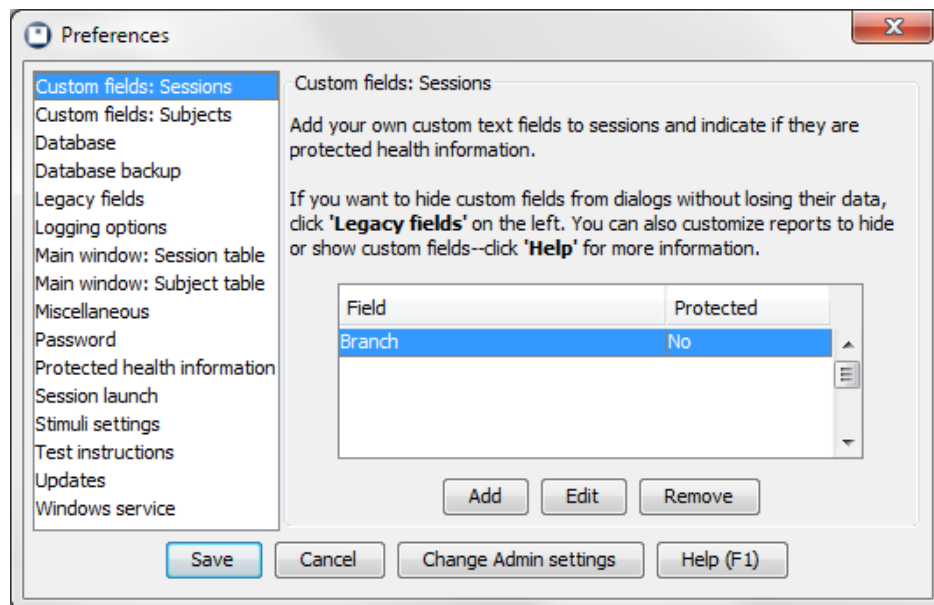 Preferences
Custom fields: Sessions
Custom fields: Subjects
Database
Database backup
Legacy fields
Logging options
Main window: Session table
Main window: Subject table
Miscellaneous
Password
Protected health information
Session launch
Stimuli settings
Test instructions
Updates
Windows service
Custom fields: Sessions
Add your own custom text fields to sessions and indicate if they are
protected health information.
If you want to hide custom fields from dialogs without losing their data,
click 'Legacy fields' on the left. You can also customize reports to hide
or show custom fields--click 'Help' for more information.
Field Protected
Branch No
Add Edit Remove
Save Cancel Change Admin settings Help (F1)